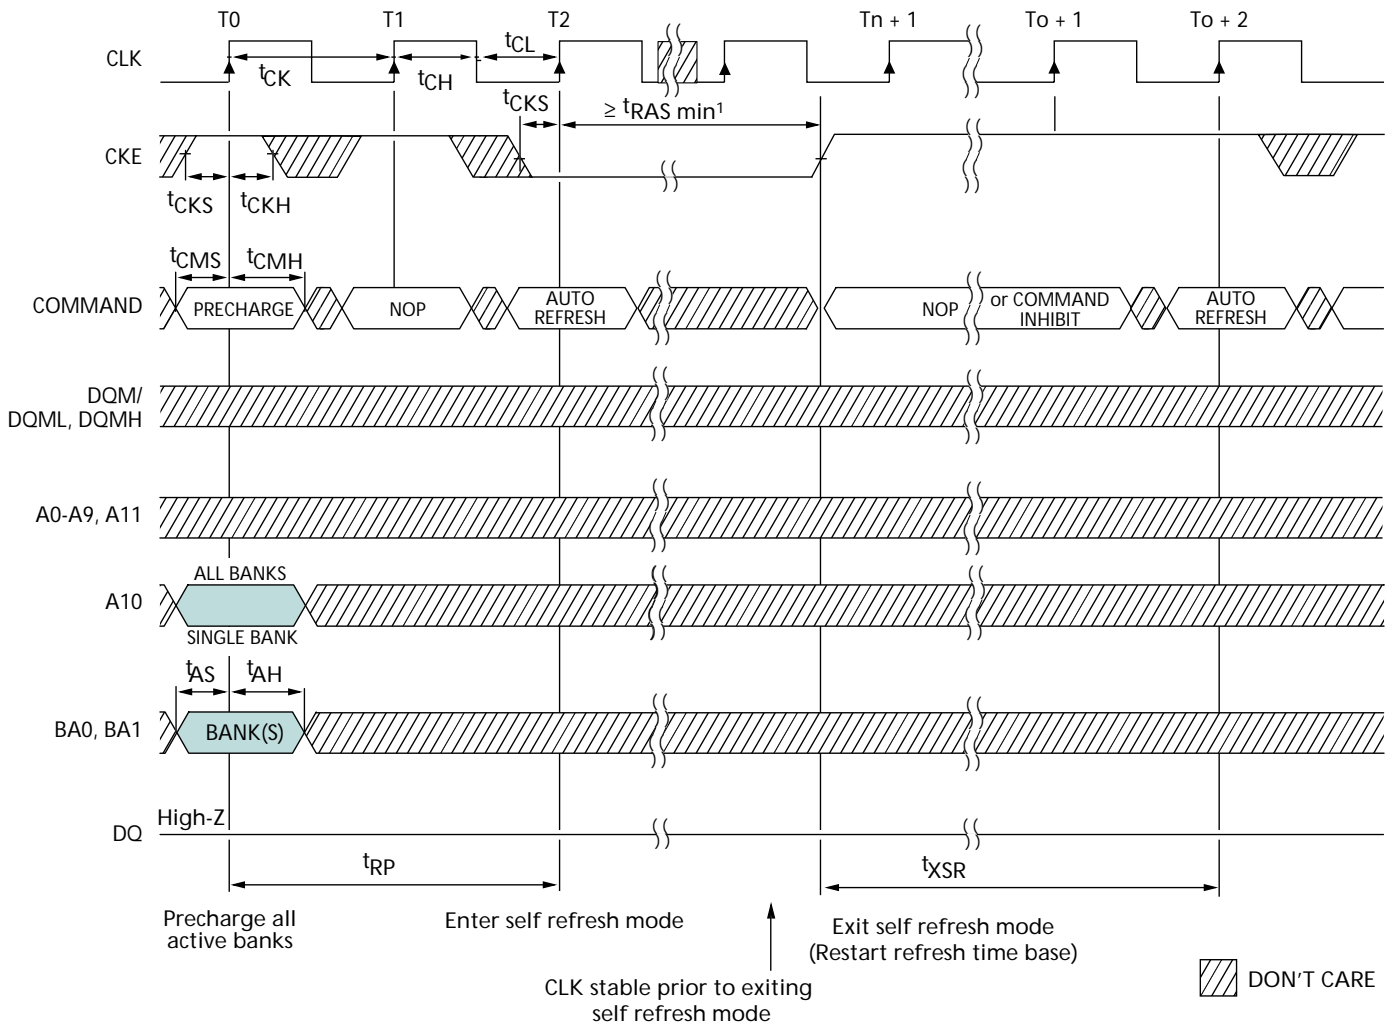 T0 T1 T2 Tn + 1 To + 1 To + 2
CLK
tCK tCH tCL
tCKS ≥ tRAS min¹
CKE
tCKS tCKH
tCMS tCMH
COMMAND PRECHARGE NOP AUTO REFRESH NOP or COMMAND INHIBIT AUTO REFRESH
DQM/
DQML, DQMH
A0-A9, A11
ALL BANKS
A10
SINGLE BANK
tAS tAH
BA0, BA1 BANK(S)
High-Z
DQ
tRP tXSR
Precharge all
active banks
Enter self refresh mode
Exit self refresh mode
(Restart refresh time base)
CLK stable prior to exiting
self refresh mode
DON'T CARE